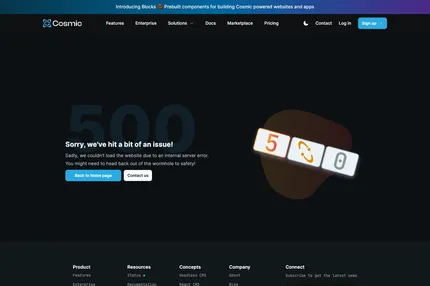 Introducing Blocks 🧩 Prebuilt components for building Cosmic powered websites and apps
Cosmic
Features Enterprise Solutions Docs Marketplace Pricing
Contact Log in Sign up
500
Sorry, we've hit a bit of an issue!
Sadly, we couldn't load the website due to an internal server error.
You might need to head back out of the wormhole to safety!
Back to home page Contact us
5 0
Product Resources Concepts Company Connect
Features Status Headless CMS About Subscribe to get the latest news
Enterprise Documentation React CMS Blog